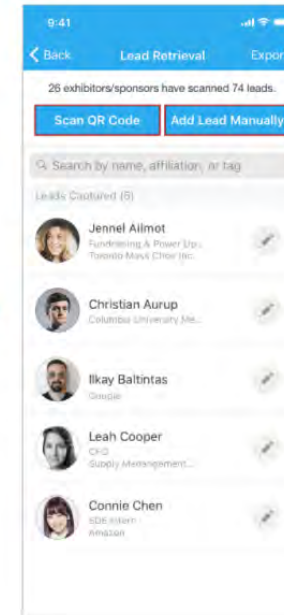 9:41
Back
Lead Retrieval
Expor
26 exhibitors/sponsors have scanned 74 leads.
Scan QR Code
Add Lead Manually
Search by name, affiliation, or tag
Leads Captured (5)
Jennel Ailmot
Fundraising & Power Up...
Toronto Mass Choir Inc.
Christian Aurup
Columbia University Me...
Ilkay Baltintas
Google
Leah Cooper
CFO
Supply
Connie Chen
SDE Intern
Amazon